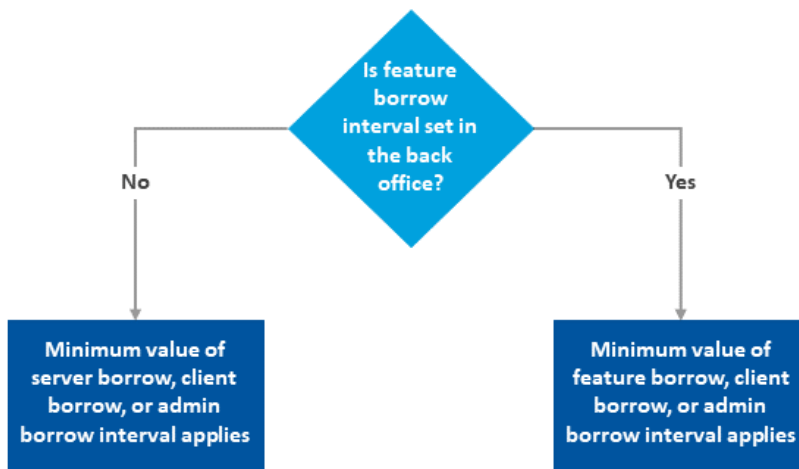 Is feature
borrow
interval set in
the back
office?
No
Yes
Minimum value of
server borrow, client
borrow, or admin
borrow interval applies
Minimum value of
feature borrow, client
borrow, or admin
borrow interval applies